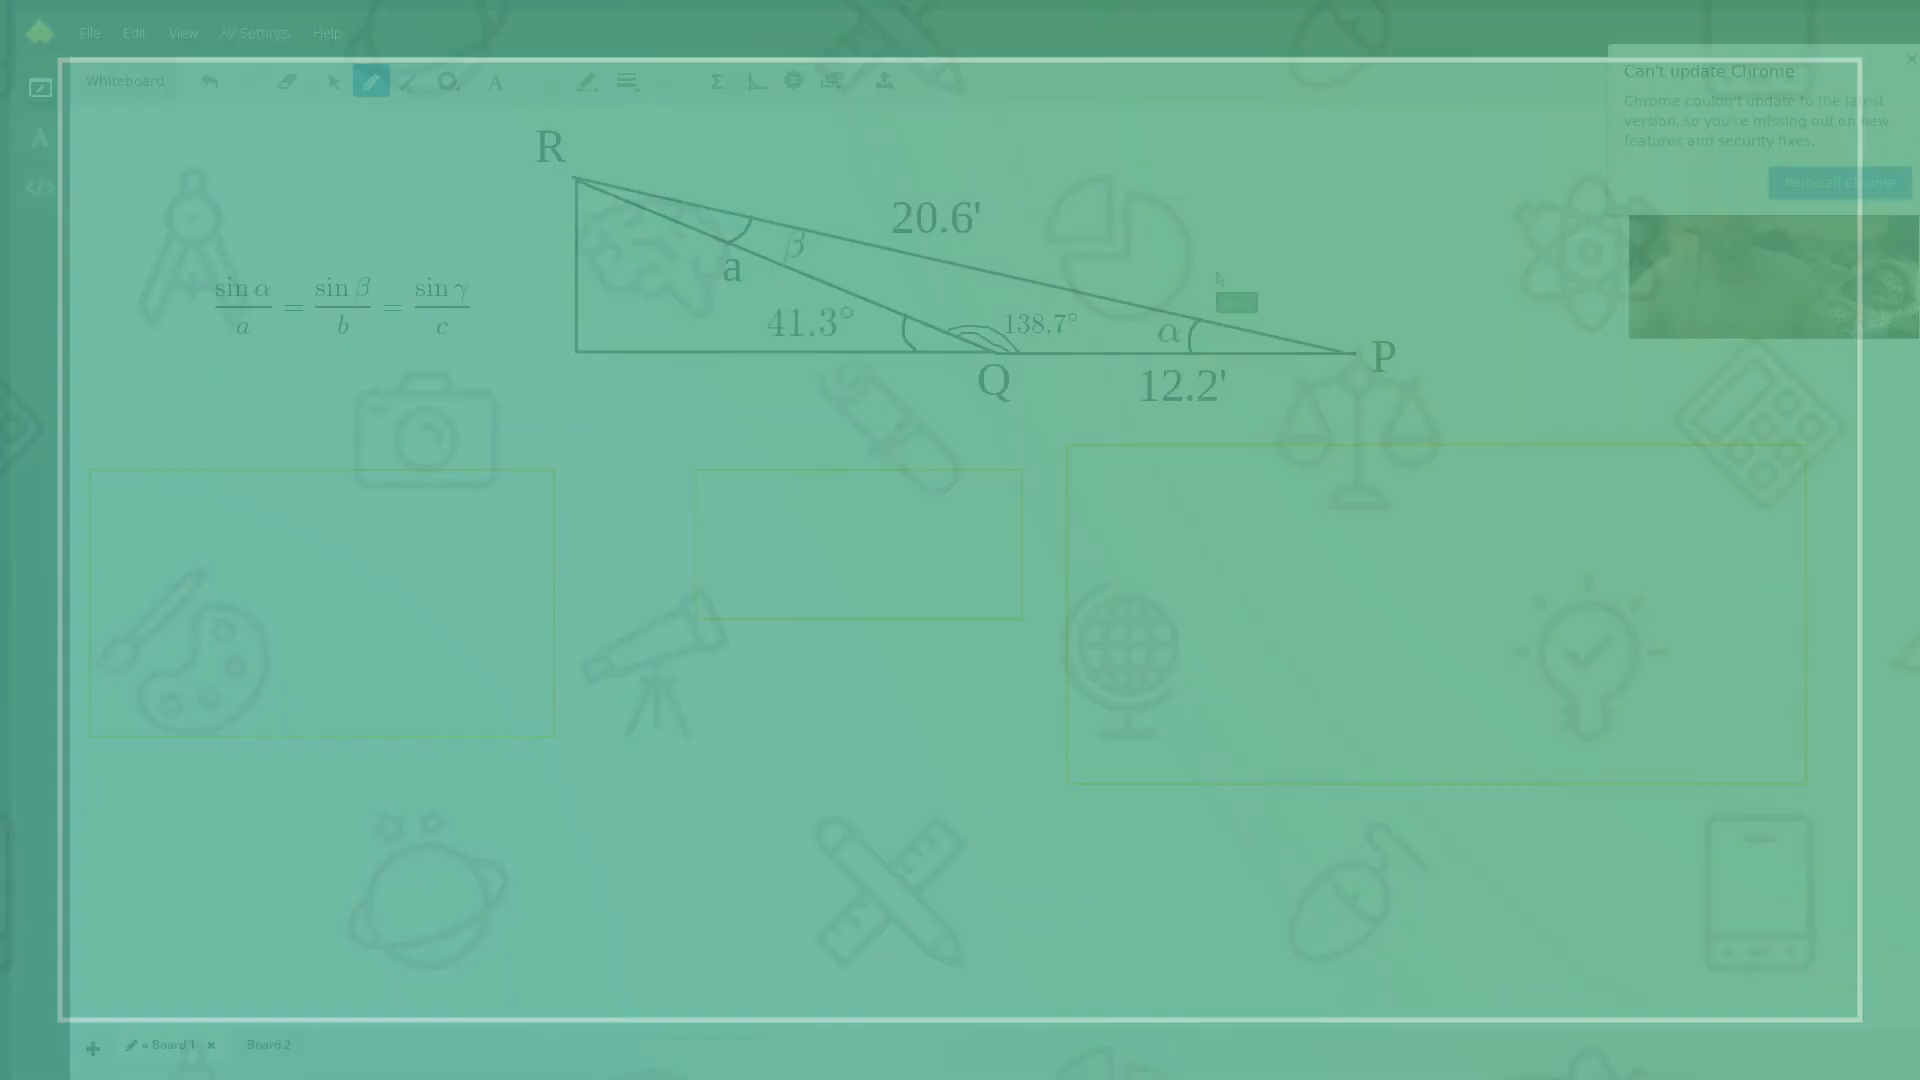 File Edit View AV Settings Help
Whiteboard
A
Can't update Chrome
Chrome couldn't update to the latest
version, so you're missing out on new
features and security fixes.
Reinstall Chrome
A
R
20.6'
β
a
sin α / a = sin β / b = sin γ / c
41.3°
138.7°
α
P
Q
12.2'
Board 1
Board 2